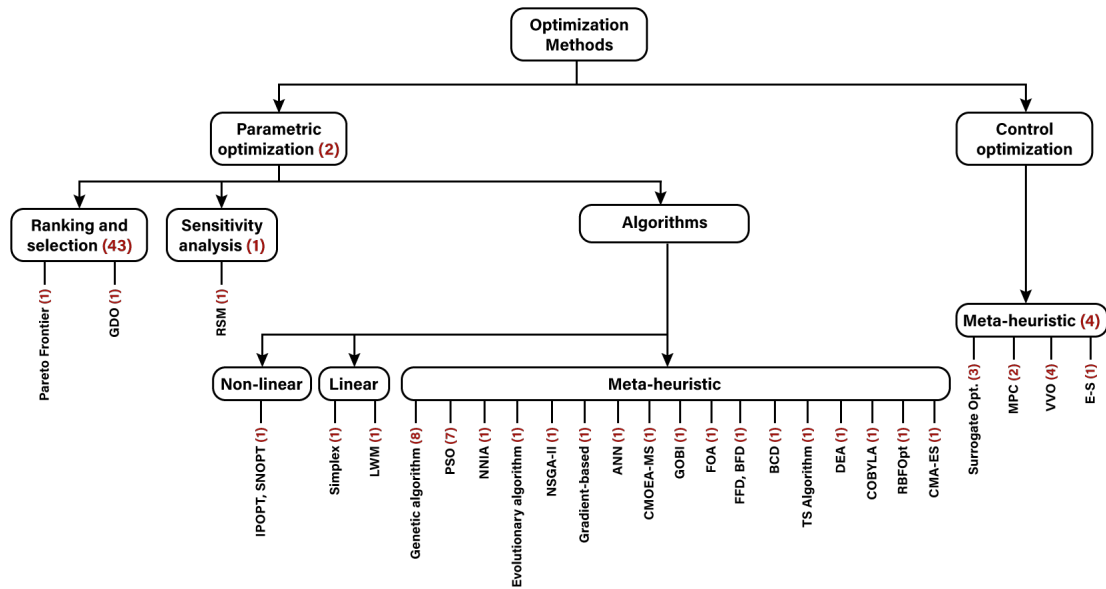 Optimization
Methods
Parametric
optimization (2)
Control
optimization
Ranking and
selection (43)
Sensitivity
analysis (1)
Algorithms
Pareto Frontier (1)
GDO (1)
RSM (1)
Meta-heuristic (4)
Non-linear
Linear
Meta-heuristic
Surrogate Opt. (3)
MPC (2)
VVO (4)
E-S (1)
IPOPT, SNOPT (1)
Simplex (1)
LWM (1)
Genetic algorithm (8)
PSO (7)
NNIA (1)
Evolutionary algorithm (1)
NSGA-II (1)
Gradient-based (1)
ANN (1)
CMOEA-MS (1)
GOBI (1)
FOA (1)
FFD, BFD (1)
BCD (1)
TS Algorithm (1)
DEA (1)
COBYLA (1)
RBFOpt (1)
CMA-ES (1)